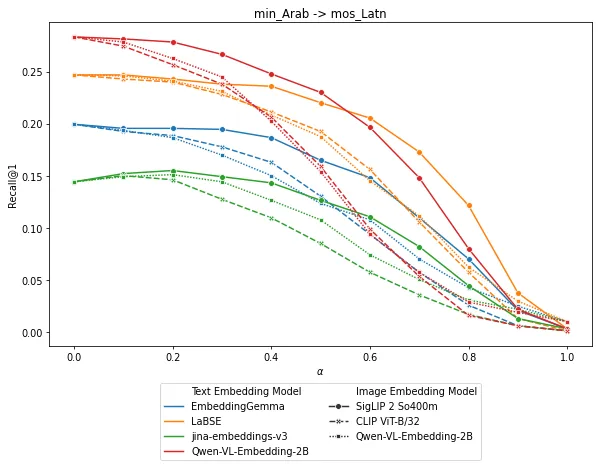 min_Arab -> mos_Latn
Recall@1
0.25
0.20
0.15
0.10
0.05
0.00
0.0 0.2 0.4 0.6 0.8 1.0
α
Text Embedding Model
EmbeddingGemma
LaBSE
jina-embeddings-v3
Qwen-VL-Embedding-2B
Image Embedding Model
SigLIP 2 So400m
CLIP ViT-B/32
Qwen-VL-Embedding-2B